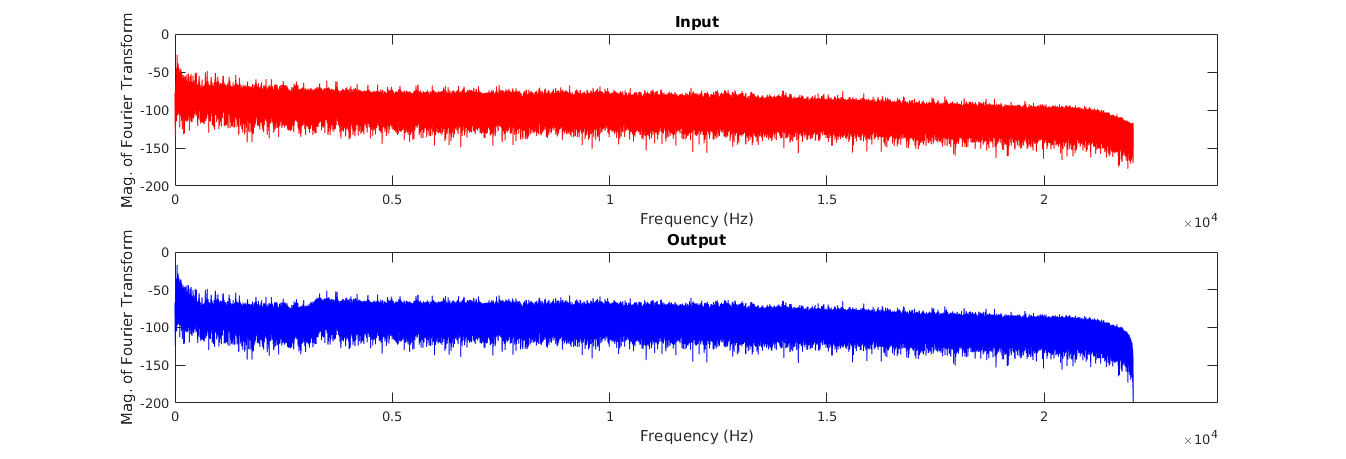 Input
Mag. of Fourier Transform
0
-50
-100
-150
-200
0 0.5 1 1.5 2
×10^4
Frequency (Hz)
Output
Mag. of Fourier Transform
0
-50
-100
-150
-200
0 0.5 1 1.5 2
×10^4
Frequency (Hz)